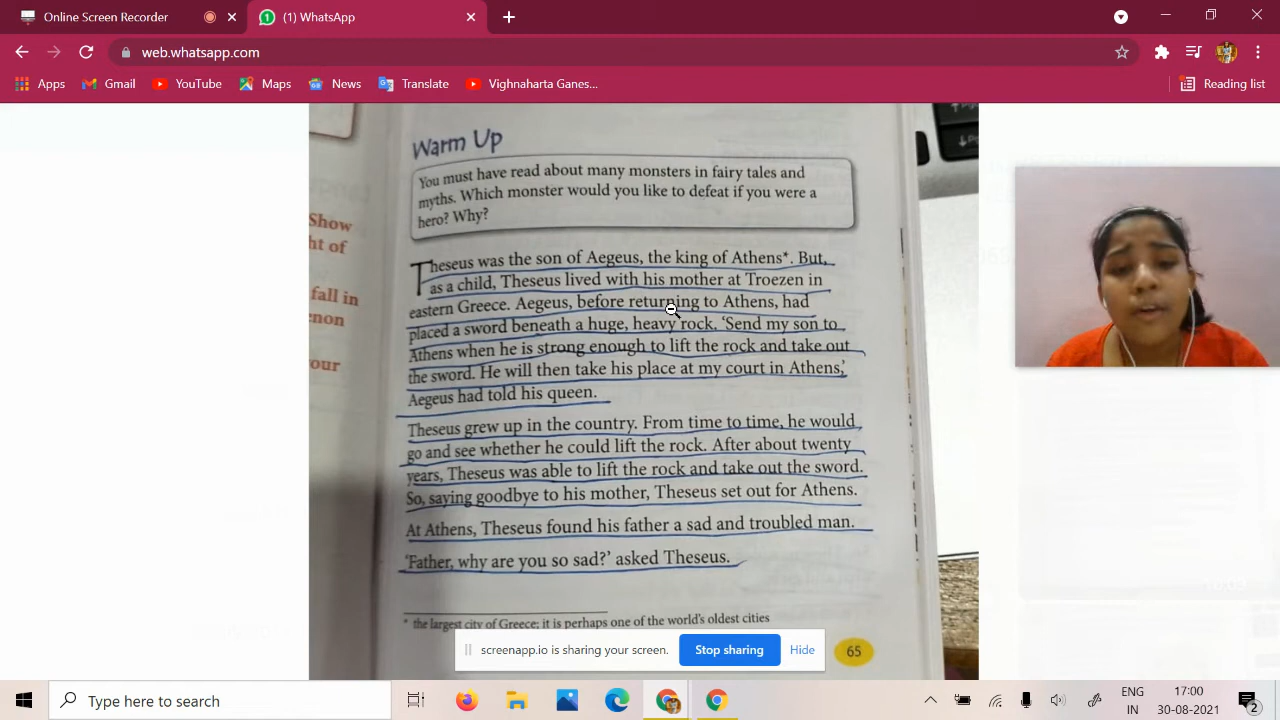 Online Screen Recorder
(1) WhatsApp
web.whatsapp.com
Apps
Gmail
YouTube
Maps
News
Translate
Vighnaharta Ganes...
Reading list
Warm Up
You must have read about many monsters in fairy tales and
myths. Which monster would you like to defeat if you were a
hero? Why?
Show
ht of
fall in
enon
our
Theseus was the son of Aegeus, the king of Athens*. But,
as a child, Theseus lived with his mother at Troezen in
eastern Greece. Aegeus, before returning to Athens, had
placed a sword beneath a huge, heavy rock. ‘Send my son to
Athens when he is strong enough to lift the rock and take out
the sword. He will then take his place at my court in Athens,’
Aegeus had told his queen.
Theseus grew up in the country. From time to time, he would
go and see whether he could lift the rock. After about twenty
years, Theseus was able to lift the rock and take out the sword.
So, saying goodbye to his mother, Theseus set out for Athens.
At Athens, Theseus found his father a sad and troubled man.
‘Father, why are you so sad?’ asked Theseus.
* the largest city of Greece; it is perhaps one of the world’s oldest cities
65
screenapp.io is sharing your screen.
Stop sharing
Hide
Type here to search
ENG
IN
17:00
30-08-2021
2